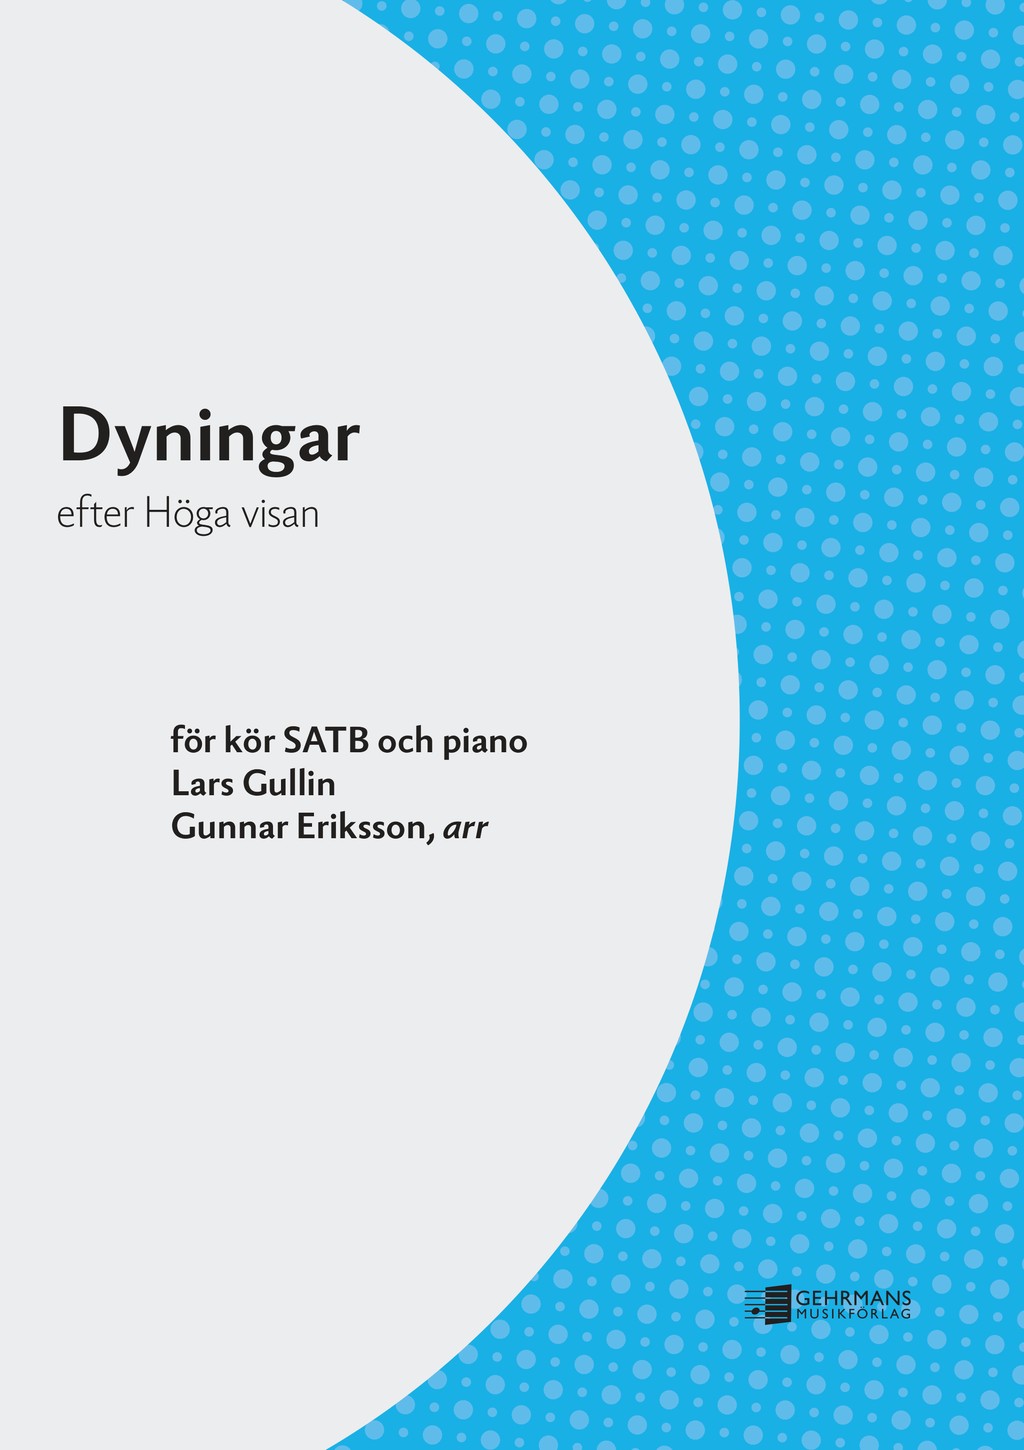 Dyningar
efter Höga visan
för kör SATB och piano
Lars Gullin
Gunnar Eriksson, arr
GEHRMANS
MUSIKFÖRLAG